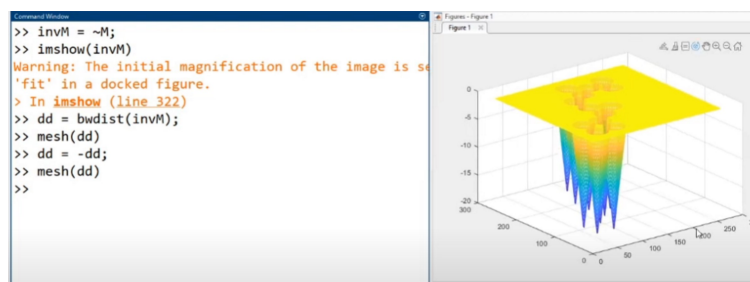 Command Window
>> invM = ~M;
>> imshow(invM)
Warning: The initial magnification of the image is se
'fit' in a docked figure.
> In imshow (line 322)
>> dd = bwdist(invM);
>> mesh(dd)
>> dd = -dd;
>> mesh(dd)
>>
Figures - Figure 1
Figure 1
0
-5
-10
-15
-20
300
200
100
0
0
50
100
150
200
250